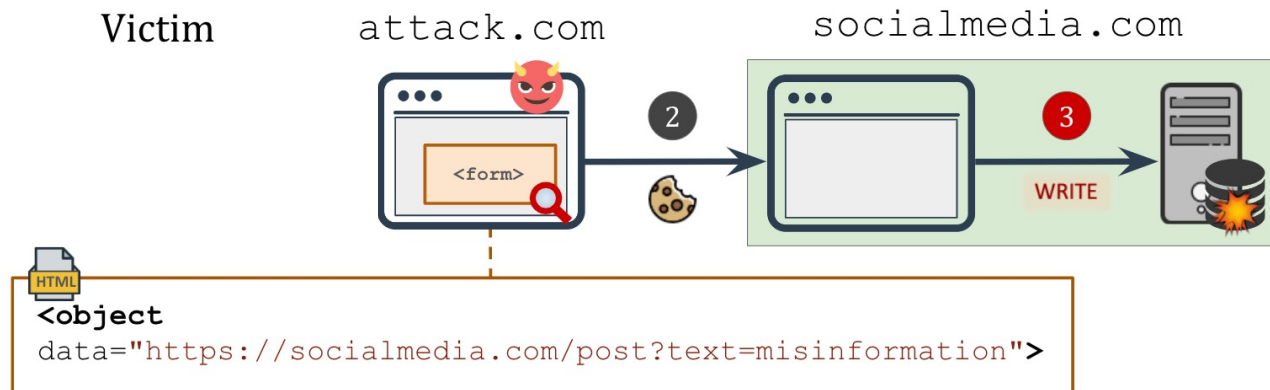 Victim
attack.com
socialmedia.com
2
3
<form>
WRITE
HTML
<object
data="https://socialmedia.com/post?text=misinformation">